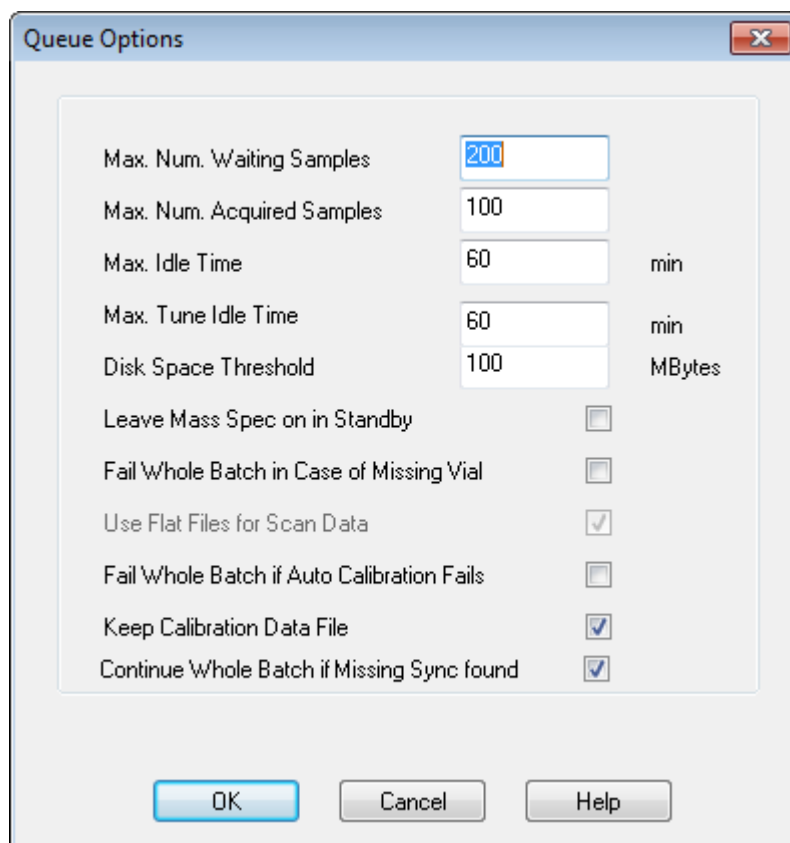 Queue Options
Max. Num. Waiting Samples 200
Max. Num. Acquired Samples 100
Max. Idle Time 60 min
Max. Tune Idle Time 60 min
Disk Space Threshold 100 MBytes
Leave Mass Spec on in Standby
Fail Whole Batch in Case of Missing Vial
Use Flat Files for Scan Data
Fail Whole Batch if Auto Calibration Fails
Keep Calibration Data File
Continue Whole Batch if Missing Sync found
OK Cancel Help